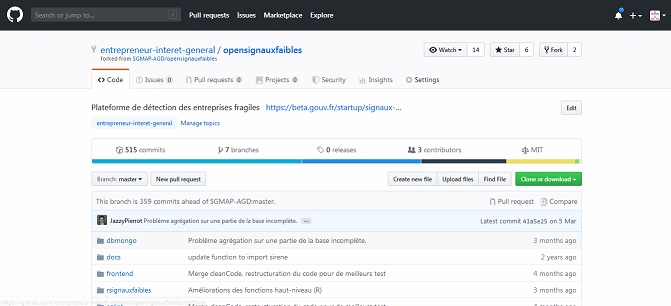 Search or jump to... / Pull requests Issues Marketplace Explore
entrepreneur-interet-general / opensignauxfaibles Watch 14 Star 6 Fork 2
forked from SGMAP-AGD/opensignauxfaibles
Code Issues 0 Pull requests 0 Projects 0 Security Insights Settings
Plateforme de détection des entreprises fragiles https://beta.gouv.fr/startup/signaux-... Edit
entrepreneur-interet-general Manage topics
515 commits 7 branches 0 releases 3 contributors MIT
Branch: master New pull request Create new file Upload files Find File Clone or download
This branch is 359 commits ahead of SGMAP-AGD:master. Pull request Compare
JazzyPierrot Problème agrégation sur une partie de la base incomplète. ... Latest commit 41a5e25 on 5 Mar
dbmongo Problème agrégation sur une partie de la base incomplète. 3 months ago
docs update function to import sirene 2 years ago
frontend Merge cleanCode, restructuration du code pour de meilleurs test 4 months ago
rsignauxfaibles Améliorations des fonctions haut-niveau (R) 3 months ago